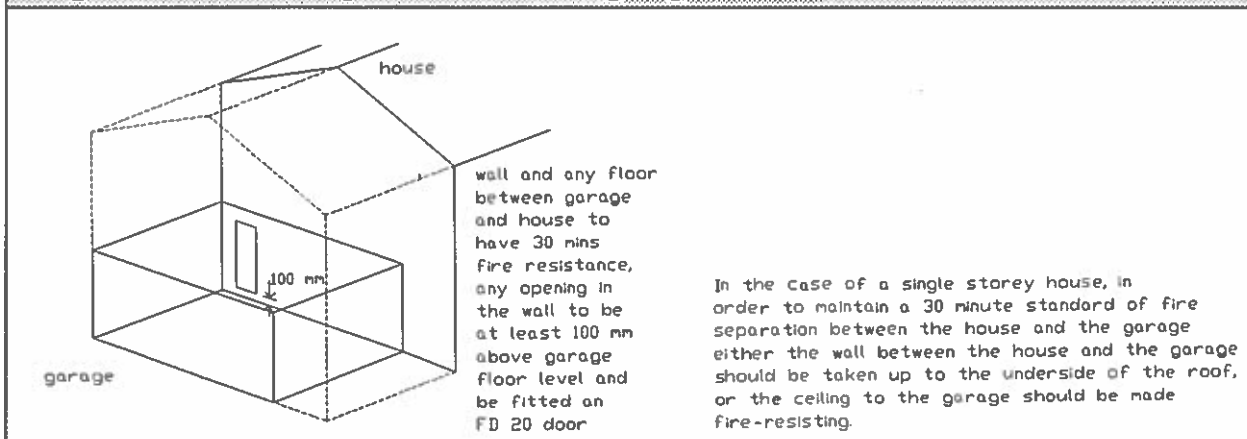 house
100 mm
garage
wall and any floor
between garage
and house to
have 30 mins
fire resistance,
any opening in
the wall to be
at least 100 mm
above garage
floor level and
be fitted an
FD 20 door
In the case of a single storey house, in
order to maintain a 30 minute standard of fire
separation between the house and the garage
either the wall between the house and the garage
should be taken up to the underside of the roof,
or the ceiling to the garage should be made
fire-resisting.